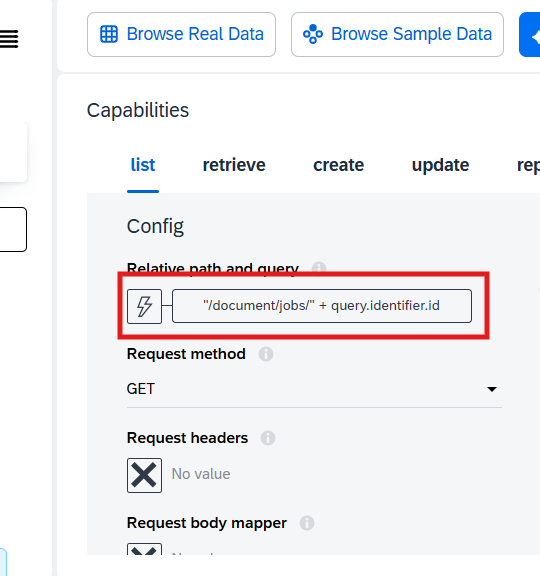 Browse Real Data
Browse Sample Data
Capabilities
list
retrieve
create
update
rep
Config
Relative path and query
"/document/jobs/" + query.identifier.id
Request method
GET
Request headers
No value
Request body mapper